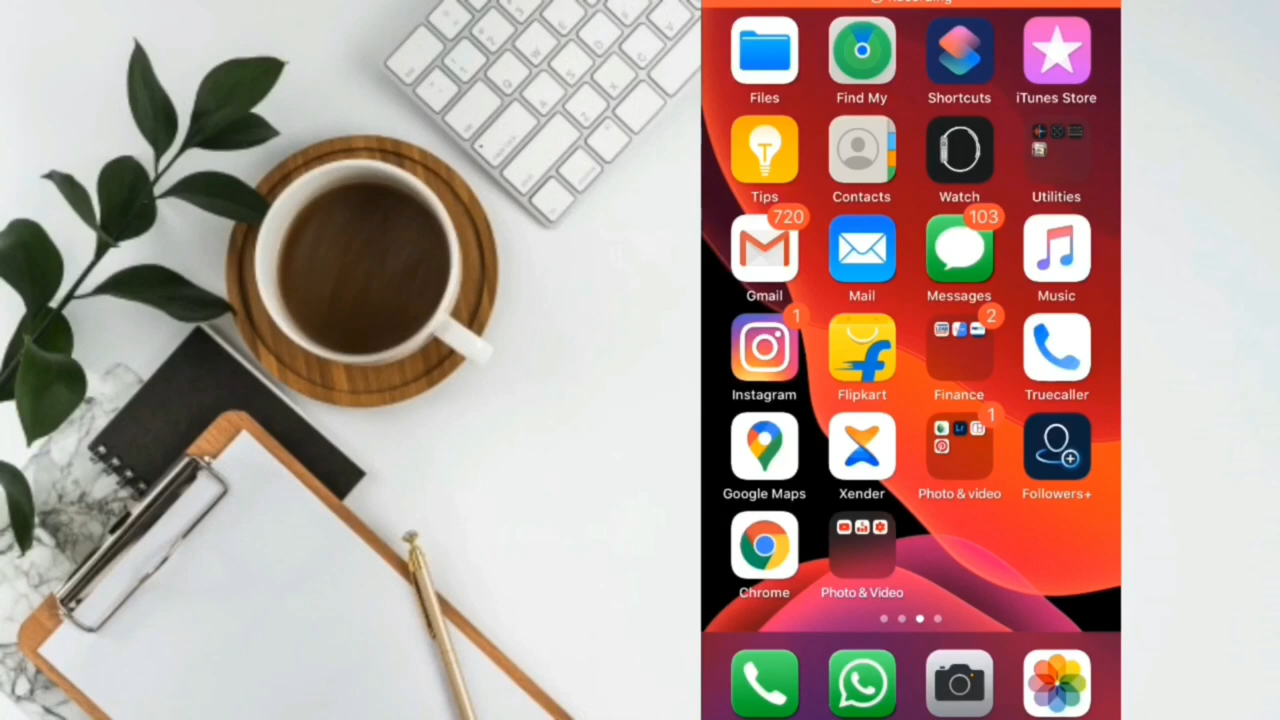 Recording
Files Find My Shortcuts iTunes Store
Tips Contacts Watch Utilities
720 103
Gmail Mail Messages Music
1 2
Instagram Flipkart Finance Truecaller
1
Google Maps Xender Photo & video Followers+
Chrome Photo & Video